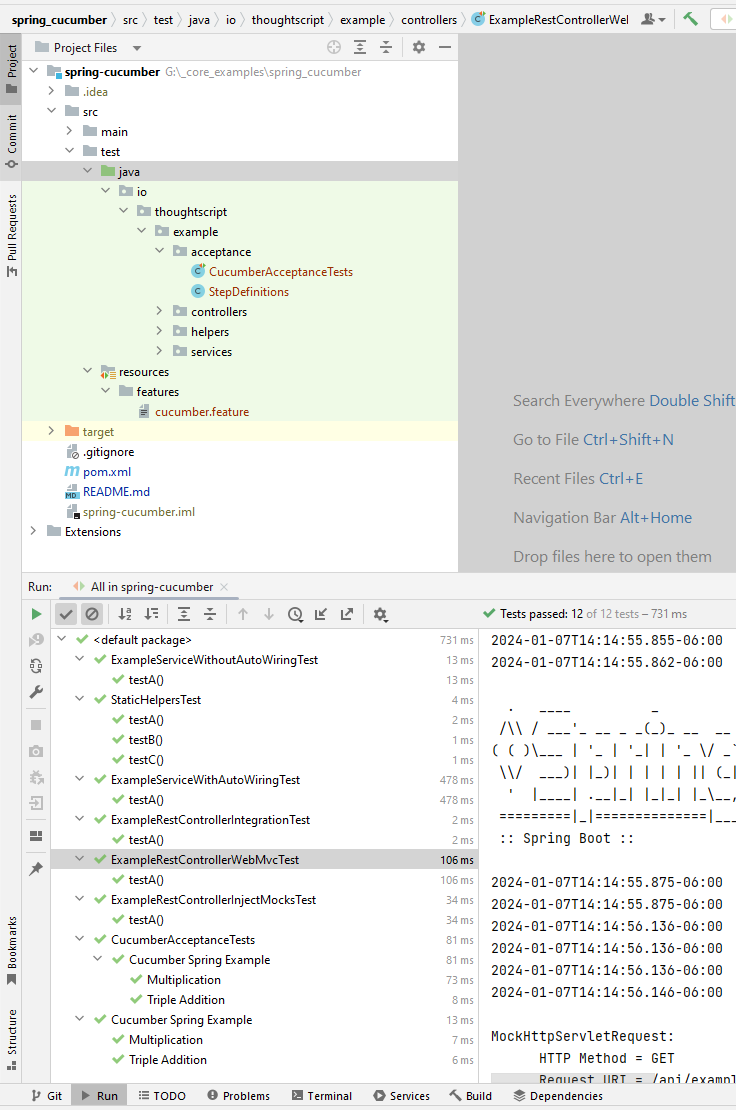 spring_cucumber > src > test > java > io > thoughtscript > example > controllers > ExampleRestControllerWel
Project
Commit
Pull Requests
Project Files
spring-cucumber G:\_core_examples\spring_cucumber
.idea
src
main
test
java
io
thoughtscript
example
acceptance
CucumberAcceptanceTests
StepDefinitions
controllers
helpers
services
resources
features
cucumber.feature
target
.gitignore
pom.xml
README.md
spring-cucumber.iml
Extensions
Search Everywhere Double Shift
Go to File Ctrl+Shift+N
Recent Files Ctrl+E
Navigation Bar Alt+Home
Drop files here to open them
Run: All in spring-cucumber
Tests passed: 12 of 12 tests – 731 ms
<default package> 731 ms
ExampleServiceWithoutAutoWiringTest 13 ms
testA() 13 ms
StaticHelpersTest 4 ms
testA() 2 ms
testB() 1 ms
testC() 1 ms
ExampleServiceWithAutoWiringTest 478 ms
testA() 478 ms
ExampleRestControllerIntegrationTest 2 ms
testA() 2 ms
ExampleRestControllerWebMvcTest 106 ms
testA() 106 ms
ExampleRestControllerInjectMocksTest 34 ms
testA() 34 ms
CucumberAcceptanceTests 81 ms
Cucumber Spring Example 81 ms
Multiplication 73 ms
Triple Addition 8 ms
Cucumber Spring Example 13 ms
Multiplication 7 ms
Triple Addition 6 ms
2024-01-07T14:14:55.855-06:00
2024-01-07T14:14:55.862-06:00
  .   ____          _
 /\\ / ___'_ __ _ _(_)_ __  __
( ( )\___ | '_ | '_| | '_ \/ _`
 \\/  ___)| |_)| | | | | || (_|
  '  |____| .__|_| |_|_| |_\__,
 =========|_|==============|___
 :: Spring Boot ::
2024-01-07T14:14:55.875-06:00
2024-01-07T14:14:55.875-06:00
2024-01-07T14:14:56.136-06:00
2024-01-07T14:14:56.136-06:00
2024-01-07T14:14:56.136-06:00
2024-01-07T14:14:56.146-06:00
MockHttpServletRequest:
HTTP Method = GET
Request URI = /api/exampl
Bookmarks
Structure
Git Run TODO Problems Terminal Services Build Dependencies